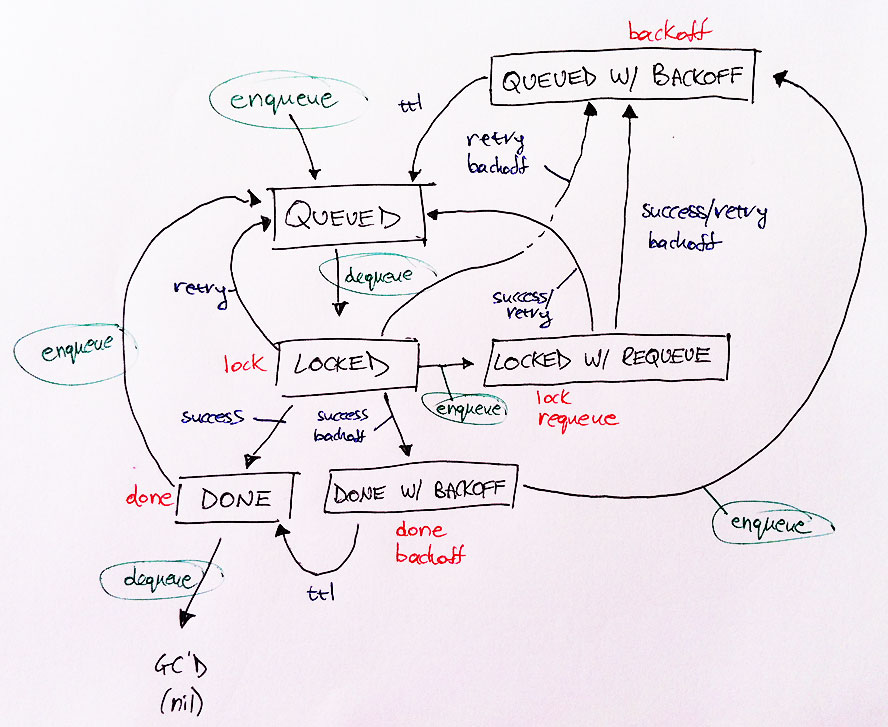 backoff
QUEUED W/ BACKOFF
enqueue
ttl
retry
backoff
QUEUED
success/retry
backoff
dequeue
retry
success/
retry
enqueue
lock
LOCKED
LOCKED W/ REQUEUE
enqueue
lock
requeue
success
success
backoff
done
DONE
DONE W/ BACKOFF
enqueue
done
backoff
dequeue
ttl
GC'D
(nil)